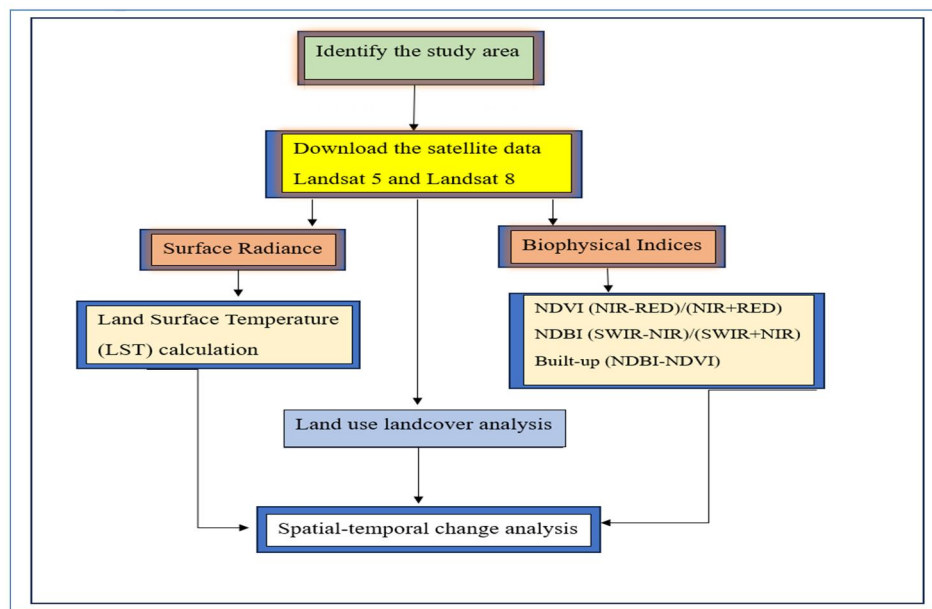 Identify the study area
Download the satellite data
Landsat 5 and Landsat 8
Surface Radiance
Biophysical Indices
Land Surface Temperature
(LST) calculation
NDVI (NIR-RED)/(NIR+RED)
NDBI (SWIR-NIR)/(SWIR+NIR)
Built-up (NDBI-NDVI)
Land use landcover analysis
Spatial-temporal change analysis